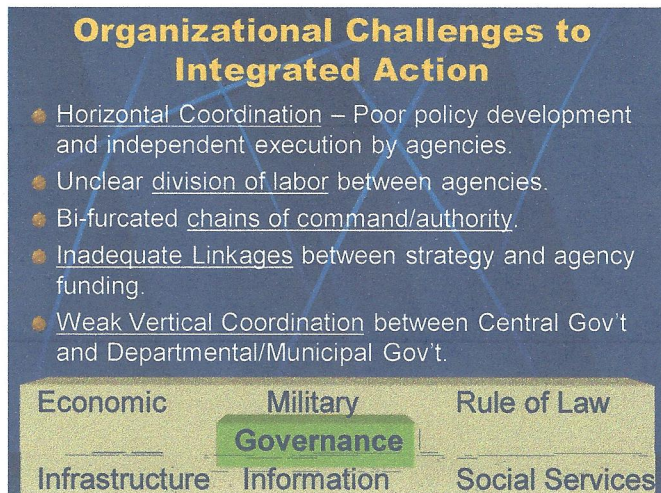 Organizational Challenges to
Integrated Action
Horizontal Coordination – Poor policy development
and independent execution by agencies.
Unclear division of labor between agencies.
Bi-furcated chains of command/authority.
Inadequate Linkages between strategy and agency
funding.
Weak Vertical Coordination between Central Gov't
and Departmental/Municipal Gov't.
Economic Military Rule of Law
Governance
Infrastructure Information Social Services